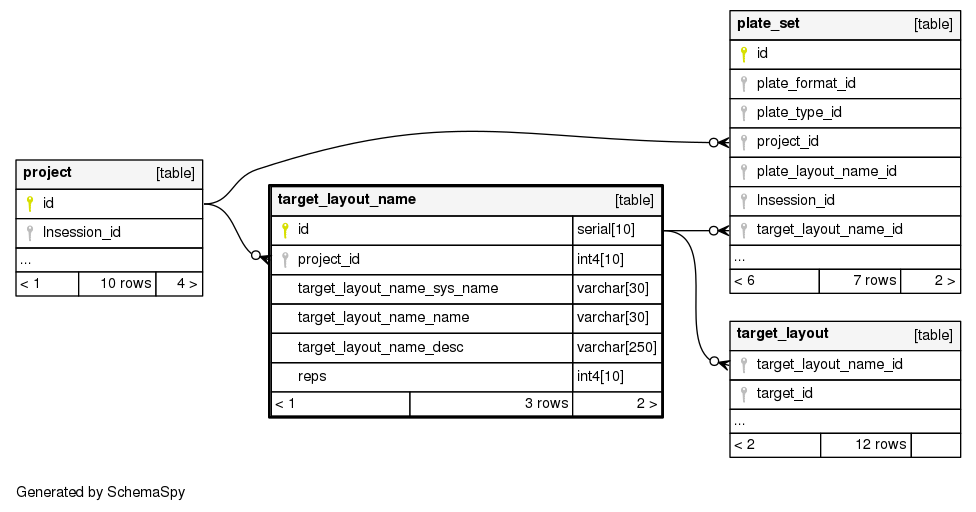 plate_set [table]
id
plate_format_id
plate_type_id
project_id
plate_layout_name_id
lnsession_id
target_layout_name_id
...
< 6 7 rows 2 >
project [table]
id
lnsession_id
...
< 1 10 rows 4 >
target_layout_name [table]
id serial[10]
project_id int4[10]
target_layout_name_sys_name varchar[30]
target_layout_name_name varchar[30]
target_layout_name_desc varchar[250]
reps int4[10]
< 1 3 rows 2 >
target_layout [table]
target_layout_name_id
target_id
...
< 2 12 rows
Generated by SchemaSpy